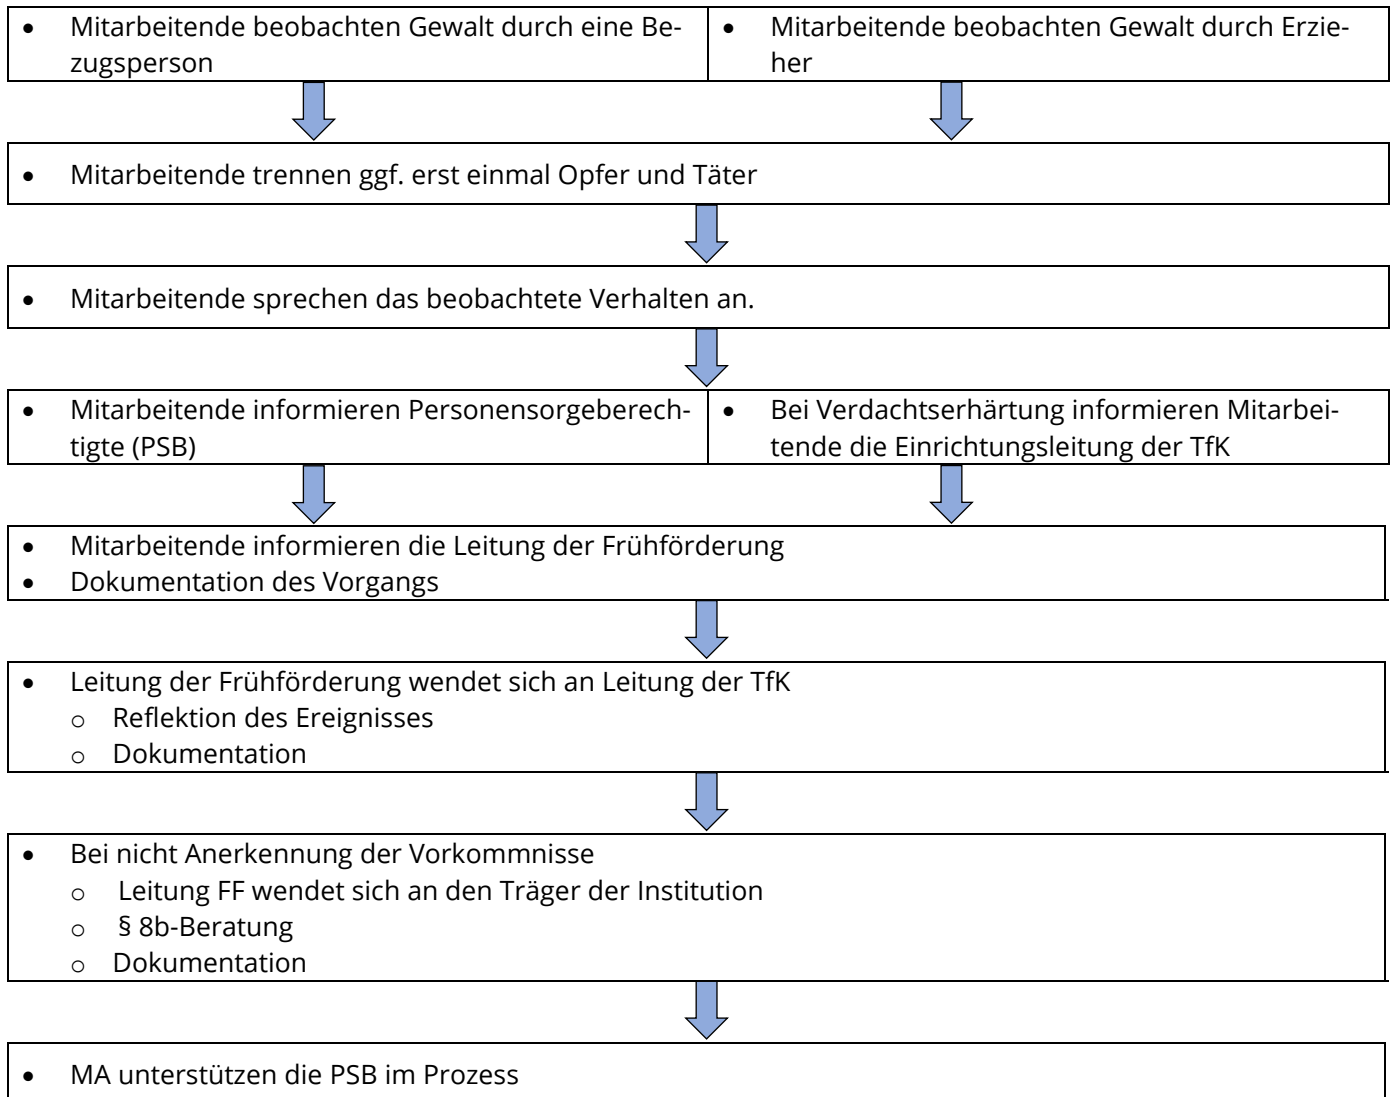 • Mitarbeitende beobachten Gewalt durch eine Be-
zugsperson
• Mitarbeitende beobachten Gewalt durch Erzie-
her
• Mitarbeitende trennen ggf. erst einmal Opfer und Täter
• Mitarbeitende sprechen das beobachtete Verhalten an.
• Mitarbeitende informieren Personensorgeberech-
tigte (PSB)
• Bei Verdachtserhärtung informieren Mitarbei-
tende die Einrichtungsleitung der TfK
• Mitarbeitende informieren die Leitung der Frühförderung
• Dokumentation des Vorgangs
• Leitung der Frühförderung wendet sich an Leitung der TfK
o Reflektion des Ereignisses
o Dokumentation
• Bei nicht Anerkennung der Vorkommnisse
o Leitung FF wendet sich an den Träger der Institution
o § 8b-Beratung
o Dokumentation
• MA unterstützen die PSB im Prozess